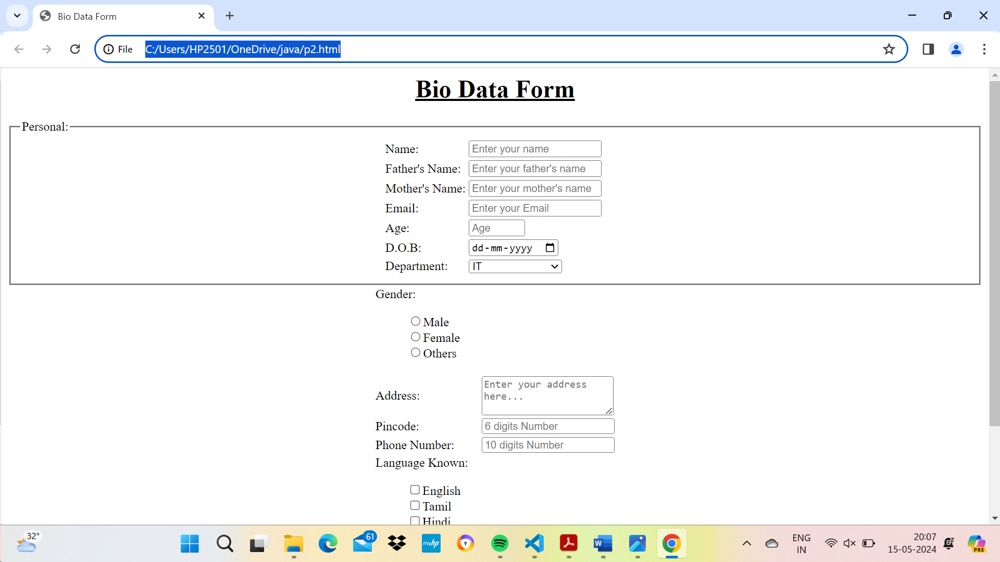 Bio Data Form
File C:/Users/HP2501/OneDrive/java/p2.html
Bio Data Form
Personal:
Name: Enter your name
Father's Name: Enter your father's name
Mother's Name: Enter your mother's name
Email: Enter your Email
Age: Age
D.O.B: dd-mm-yyyy
Department: IT
Gender:
Male
Female
Others
Address: Enter your address
here...
Pincode: 6 digits Number
Phone Number: 10 digits Number
Language Known:
English
Tamil
Hindi
32°
61
myhp
W
ENG
IN
20:07
15-05-2024
PRE